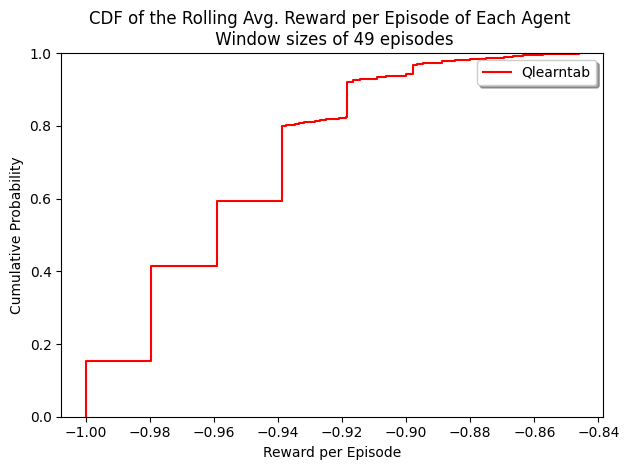 CDF of the Rolling Avg. Reward per Episode of Each Agent
Window sizes of 49 episodes
Qlearntab
Cumulative Probability
1.0
0.8
0.6
0.4
0.2
0.0
−1.00 −0.98 −0.96 −0.94 −0.92 −0.90 −0.88 −0.86 −0.84
Reward per Episode